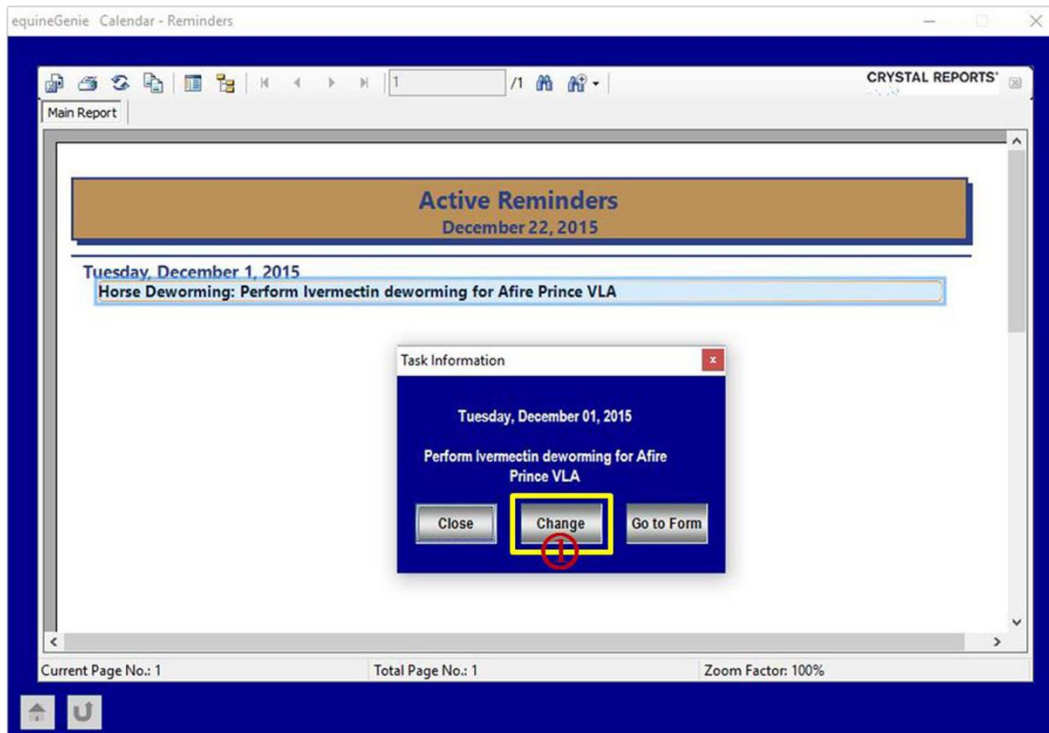 equineGenie Calendar - Reminders
1 /1
CRYSTAL REPORTS®
Main Report
Active Reminders
December 22, 2015
Tuesday, December 1, 2015
Horse Deworming: Perform Ivermectin deworming for Afire Prince VLA
Task Information
x
Tuesday, December 01, 2015
Perform Ivermectin deworming for Afire
Prince VLA
Close Change Go to Form
①
Current Page No.: 1 Total Page No.: 1 Zoom Factor: 100%